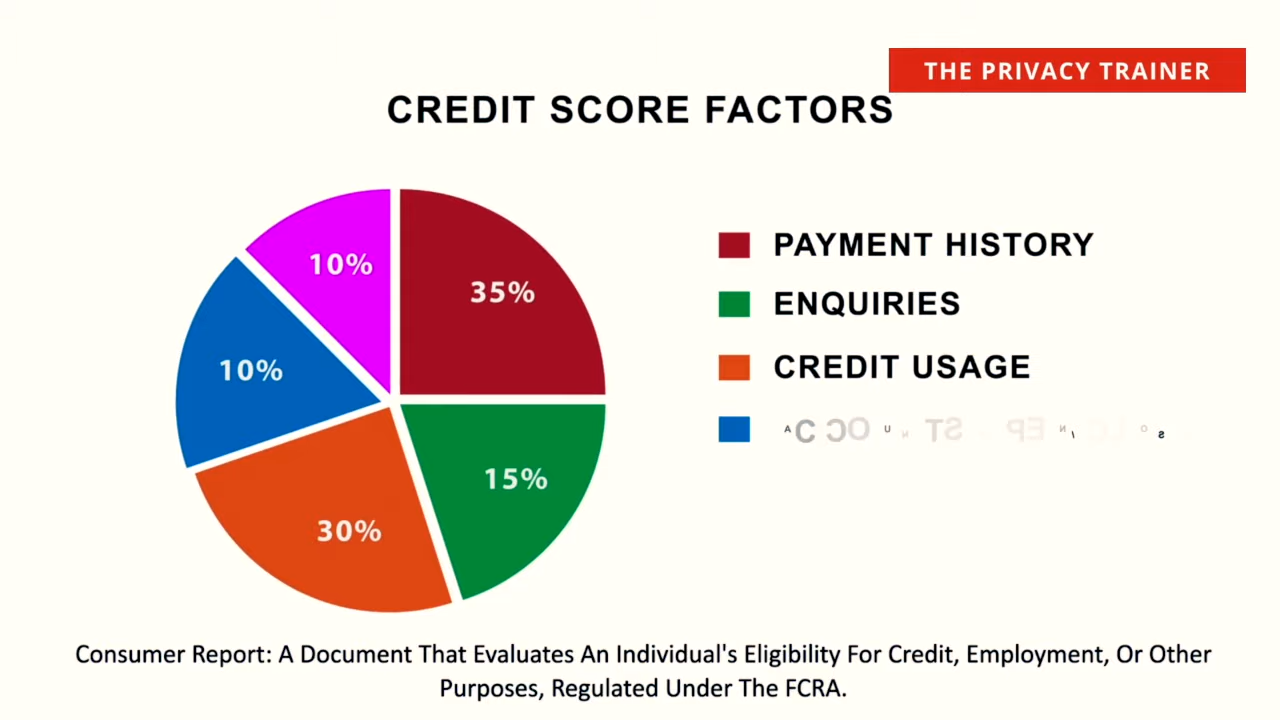 THE PRIVACY TRAINER
CREDIT SCORE FACTORS
10%
35%
10%
15%
30%
PAYMENT HISTORY
ENQUIRIES
CREDIT USAGE
Consumer Report: A Document That Evaluates An Individual's Eligibility For Credit, Employment, Or Other
Purposes, Regulated Under The FCRA.